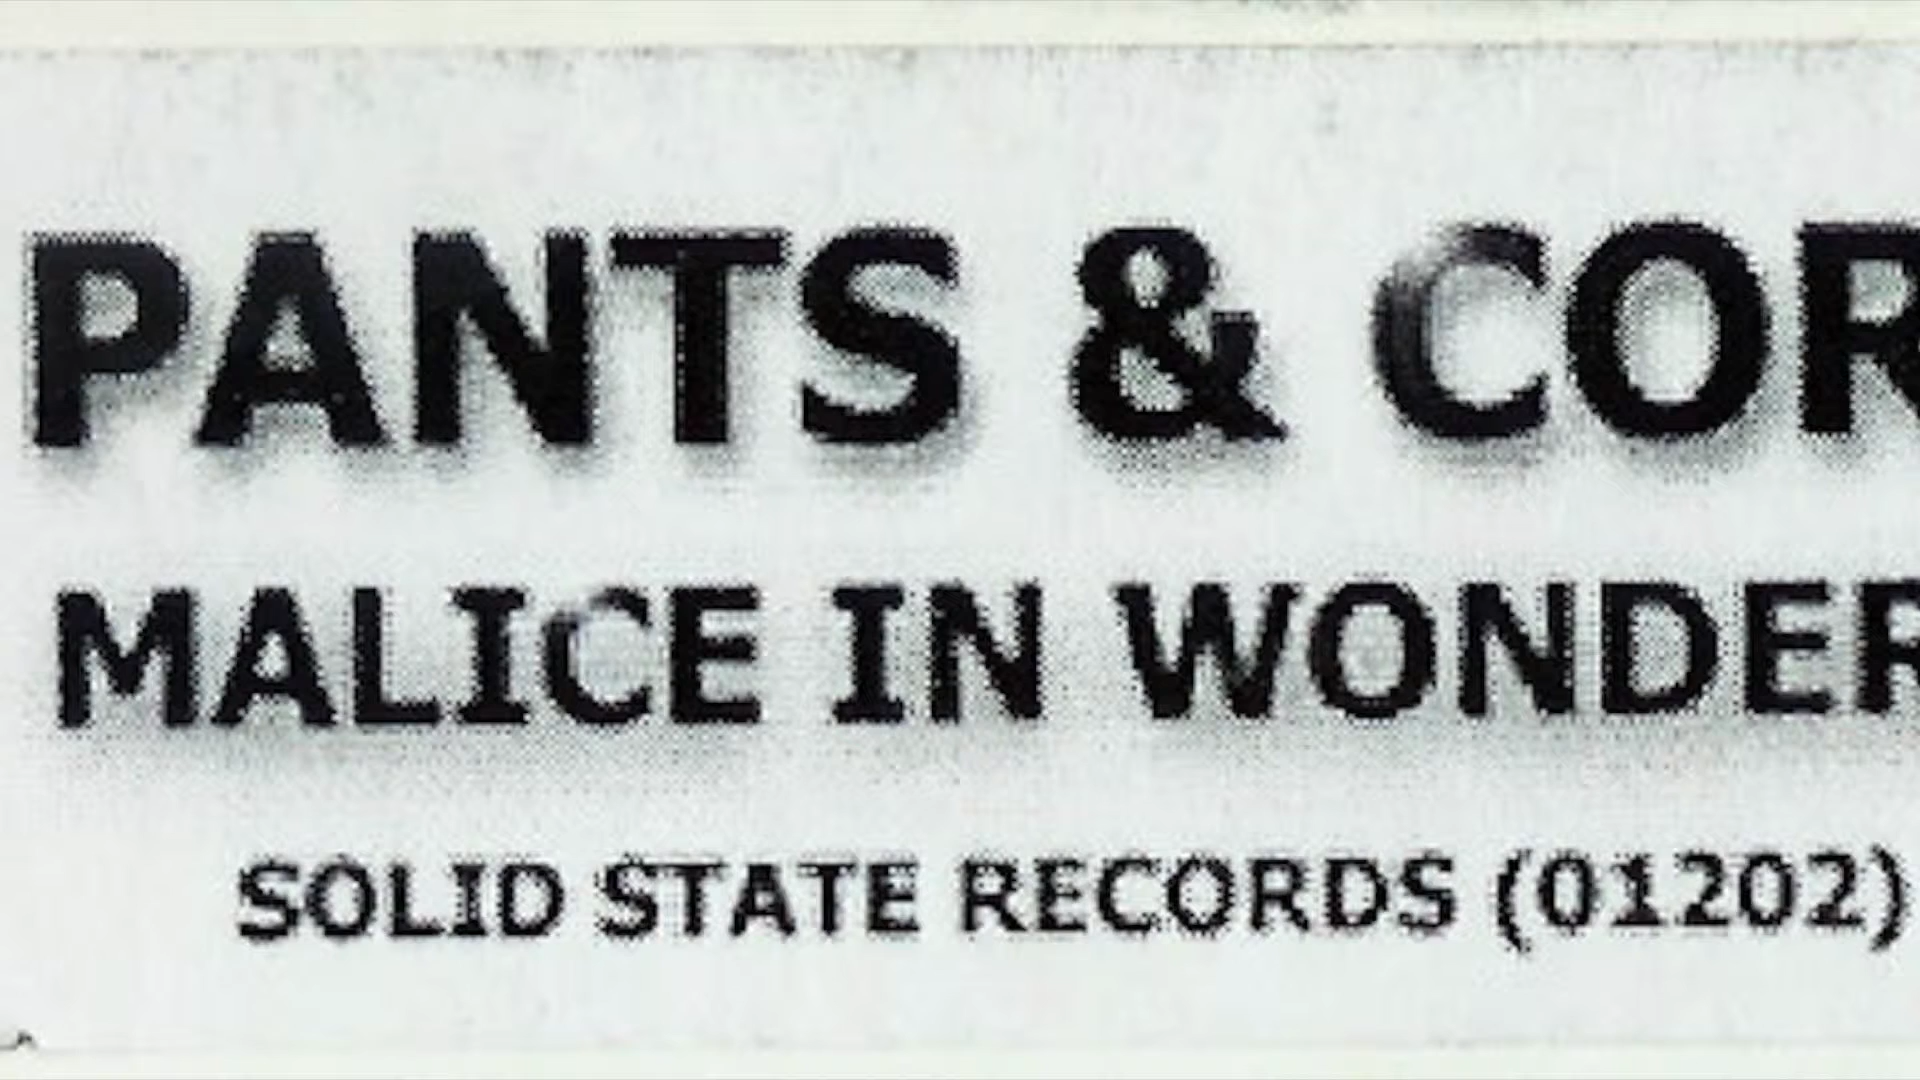 PANTS & COR
MALICE IN WONDER
SOLID STATE RECORDS (01202)